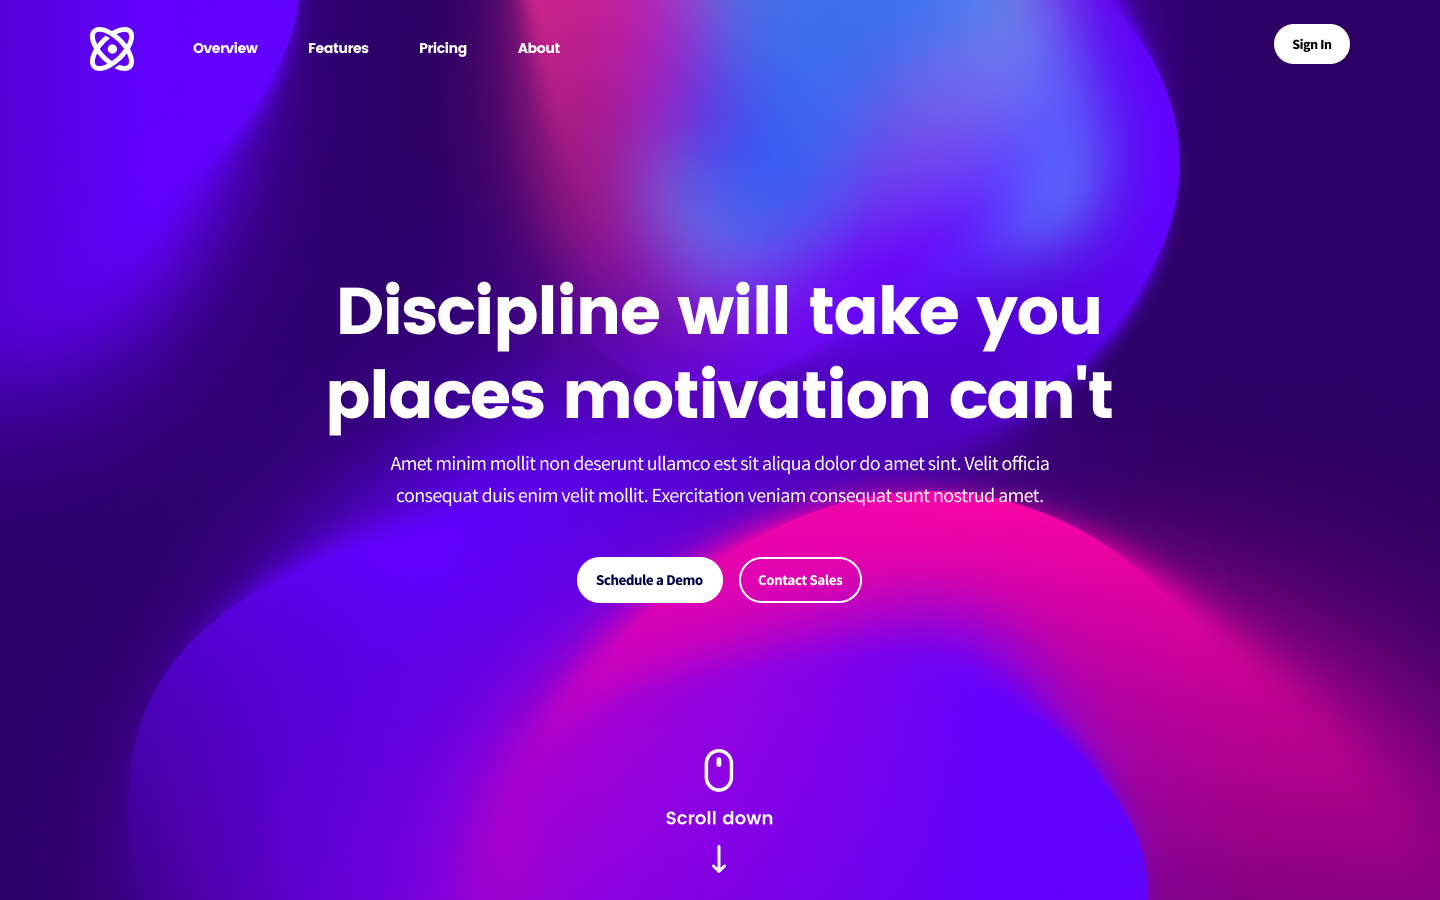 Overview Features Pricing About Sign In
Discipline will take you
places motivation can't
Amet minim mollit non deserunt ullamco est sit aliqua dolor do amet sint. Velit officia
consequat duis enim velit mollit. Exercitation veniam consequat sunt nostrud amet.
Schedule a Demo Contact Sales
Scroll down